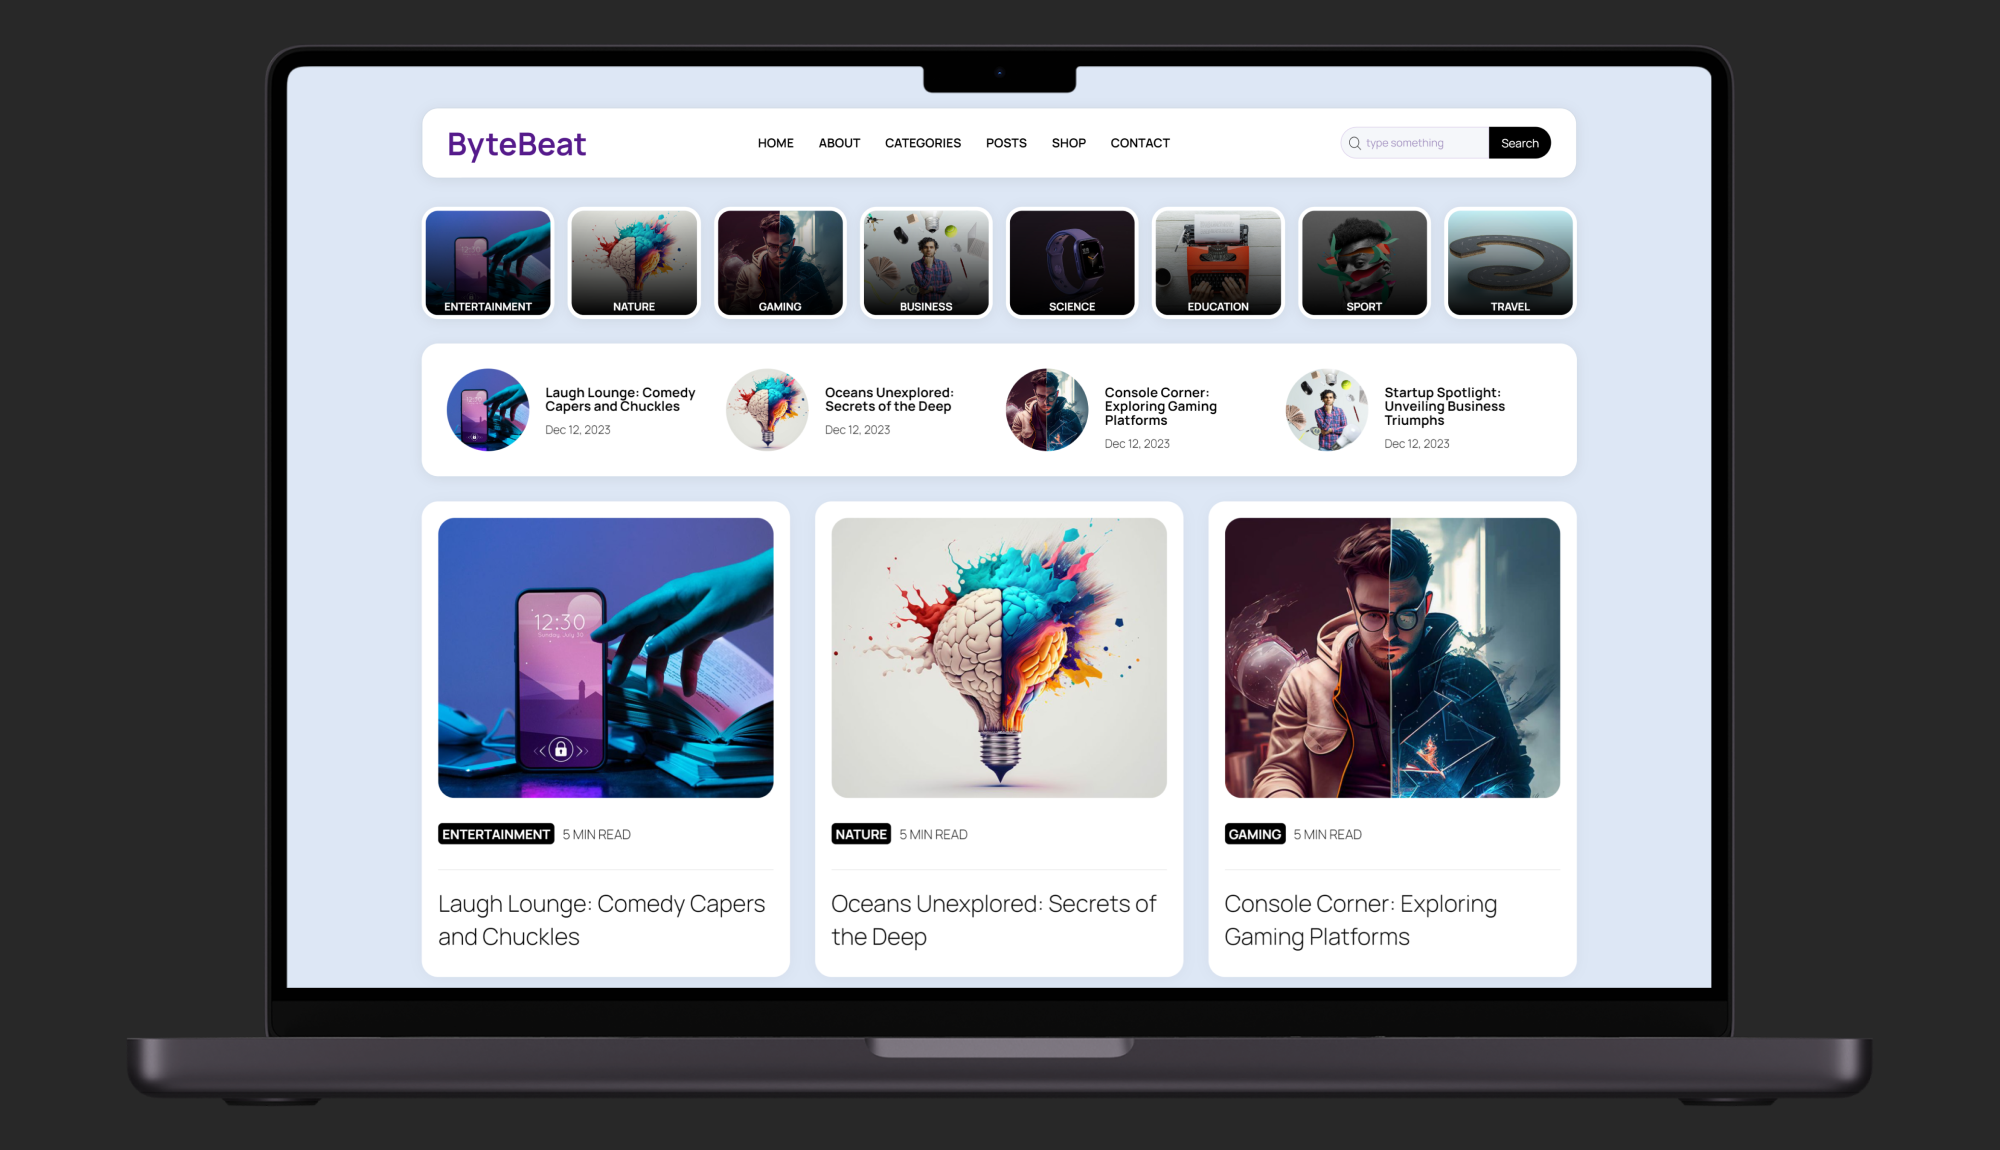 ByteBeat
HOME ABOUT CATEGORIES POSTS SHOP CONTACT
type something Search
ENTERTAINMENT
NATURE
GAMING
BUSINESS
SCIENCE
EDUCATION
SPORT
TRAVEL
Laugh Lounge: Comedy
Capers and Chuckles
Dec 12, 2023
Oceans Unexplored:
Secrets of the Deep
Dec 12, 2023
Console Corner:
Exploring Gaming
Platforms
Dec 12, 2023
Startup Spotlight:
Unveiling Business
Triumphs
Dec 12, 2023
12:30
Sunday, July 30
ENTERTAINMENT 5 MIN READ
Laugh Lounge: Comedy Capers
and Chuckles
NATURE 5 MIN READ
Oceans Unexplored: Secrets of
the Deep
GAMING 5 MIN READ
Console Corner: Exploring
Gaming Platforms